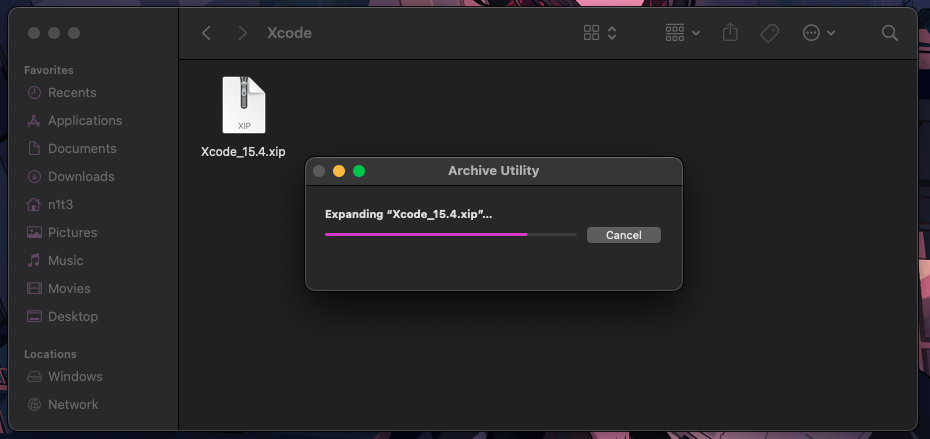 Xcode
Favorites
Recents
Applications
Documents
Downloads
n1t3
Pictures
Music
Movies
Desktop
Locations
Windows
Network
XIP
Xcode_15.4.xip
Archive Utility
Expanding “Xcode_15.4.xip”...
Cancel